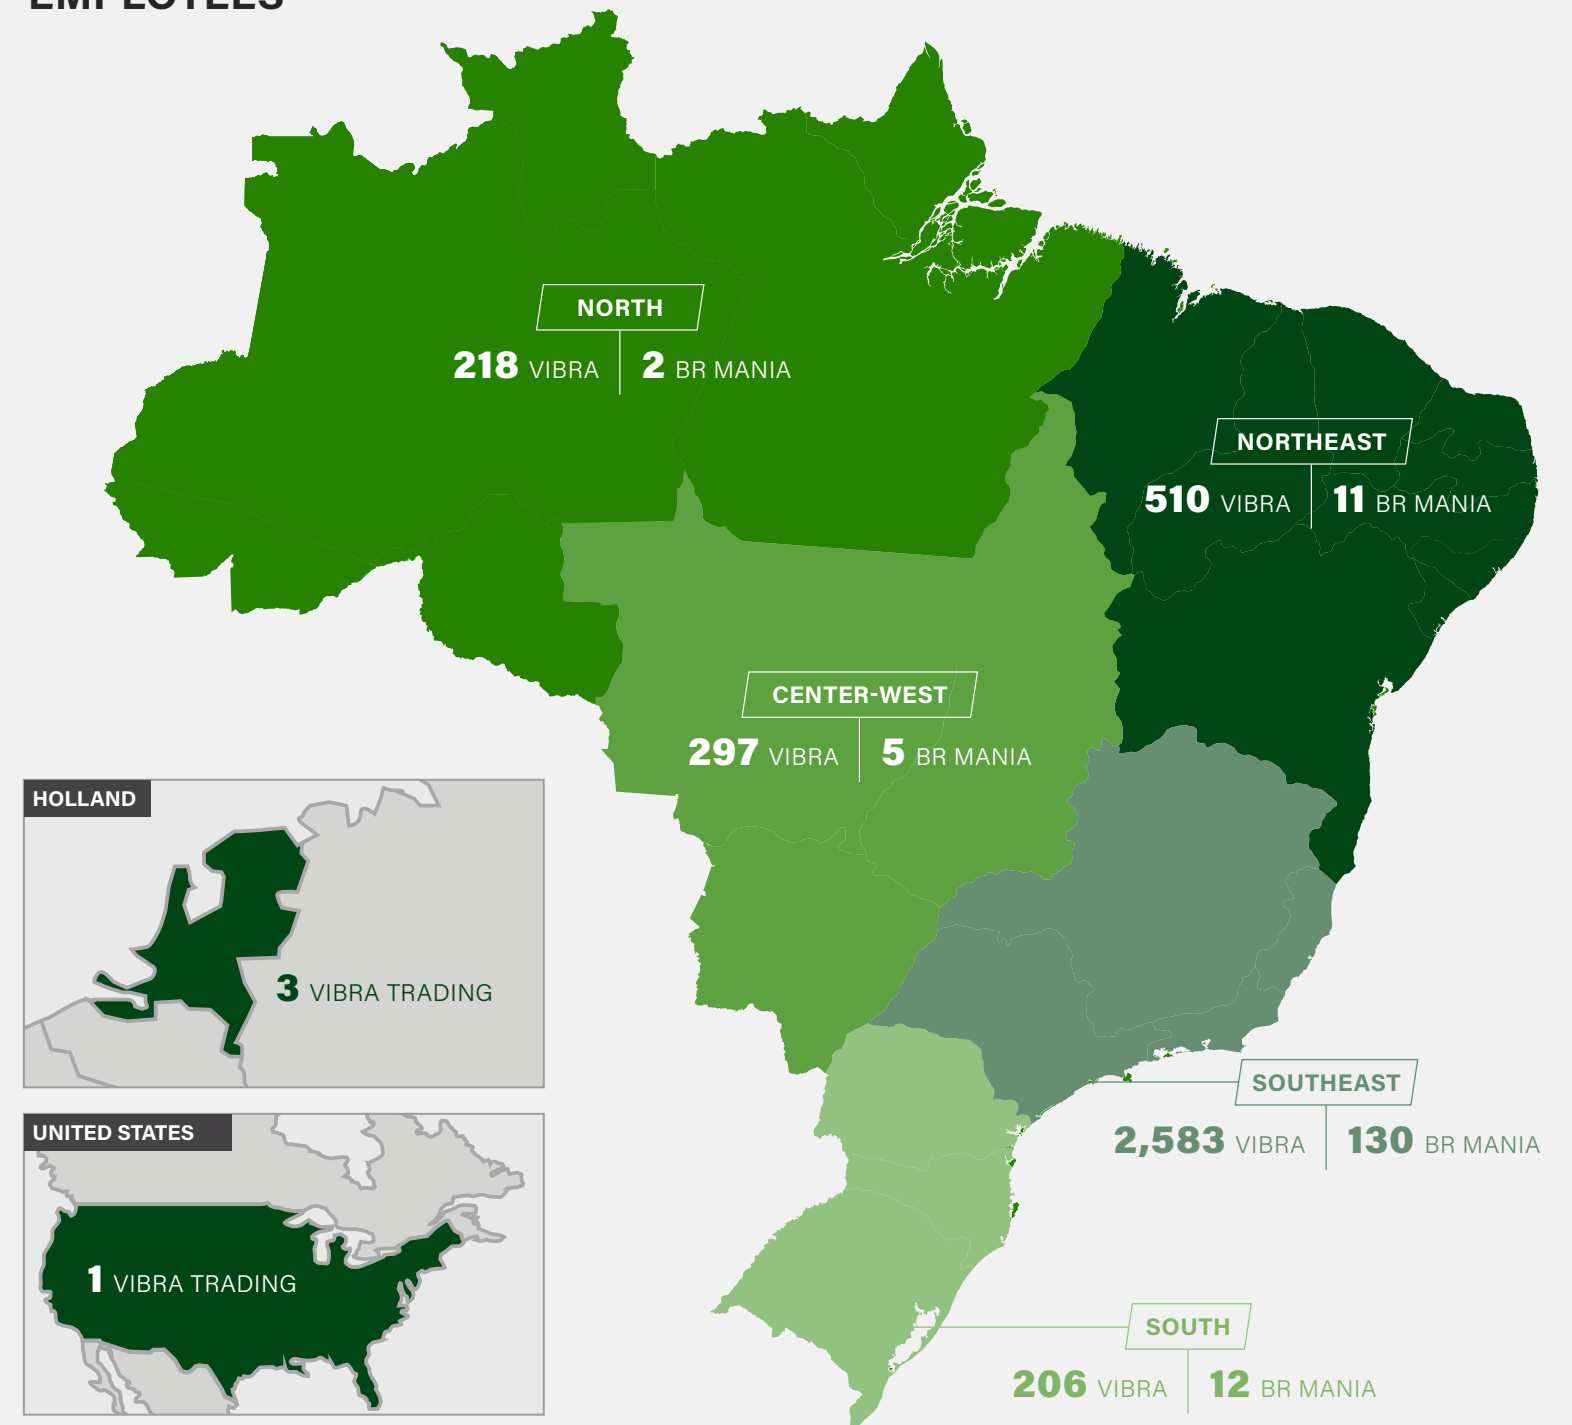 EMPLOYEES
NORTH
218 VIBRA 2 BR MANIA
NORTHEAST
510 VIBRA 11 BR MANIA
CENTER-WEST
297 VIBRA 5 BR MANIA
HOLLAND
3 VIBRA TRADING
SOUTHEAST
2,583 VIBRA 130 BR MANIA
UNITED STATES
1 VIBRA TRADING
SOUTH
206 VIBRA 12 BR MANIA